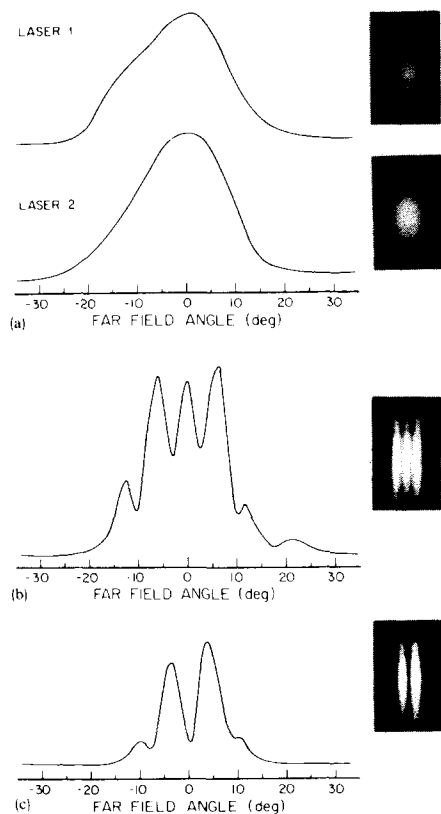 LASER 1
LASER 2
-30 -20 -10 0 10 20 30
(a) FAR FIELD ANGLE (deg)
-30 -20 -10 0 10 20 30
(b) FAR FIELD ANGLE (deg)
-30 -20 -10 0 10 20 30
(c) FAR FIELD ANGLE (deg)